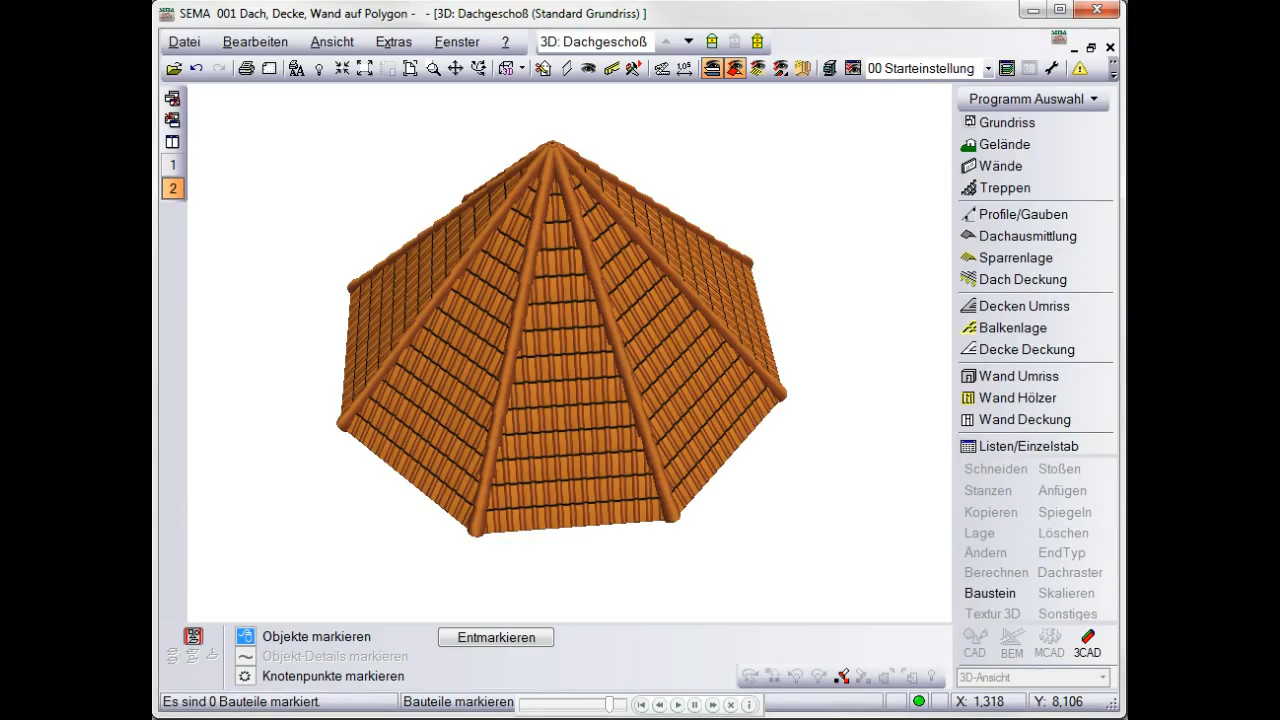 SEMA 001 Dach, Decke, Wand auf Polygon - - [3D: Dachgeschoß (Standard Grundriss) ]
Datei Bearbeiten Ansicht Extras Fenster ? 3D: Dachgeschoß
00 Starteinstellung
1
2
Programm Auswahl
Grundriss
Gelände
Wände
Treppen
Profile/Gauben
Dachausmittlung
Sparrenlage
Dach Deckung
Decken Umriss
Balkenlage
Decke Deckung
Wand Umriss
Wand Hölzer
Wand Deckung
Listen/Einzelstab
Schneiden Stoßen
Stanzen Anfügen
Kopieren Spiegeln
Lage Löschen
Ändern EndTyp
Berechnen Dachraster
Baustein Skalieren
Textur 3D Sonstiges
CAD BEM MCAD 3CAD
3D-Ansicht
Objekte markieren Entmarkieren
Objekt-Details markieren
Knotenpunkte markieren
Es sind 0 Bauteile markiert. Bauteile markieren X: 1,318 Y: 8,106